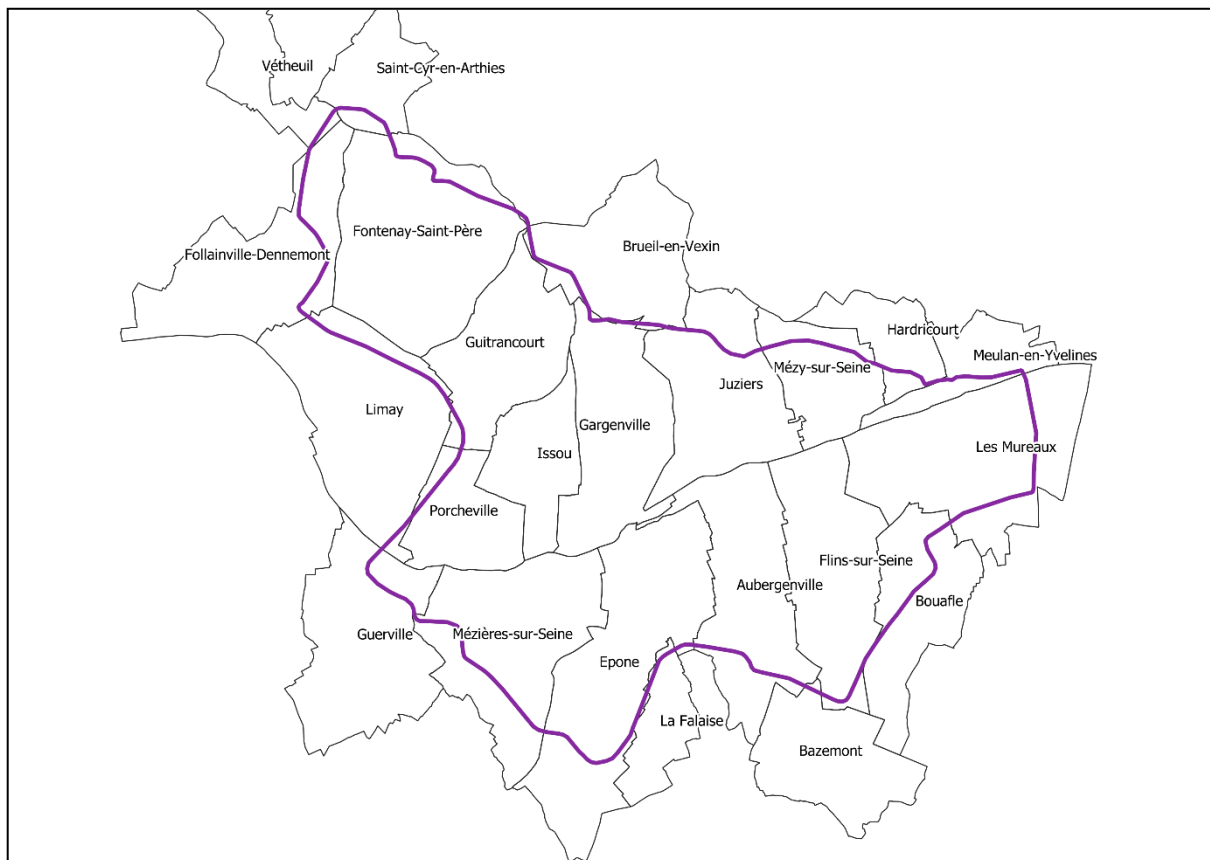 Vétheuil
Saint-Cyr-en-Arthies
Fontenay-Saint-Père
Brueil-en-Vexin
Follainville-Dennemont
Hardricourt
Guitrancourt
Meulan-en-Yvelines
Mézy-sur-Seine
Juziers
Limay
Gargenville
Les Mureaux
Issou
Porcheville
Flins-sur-Seine
Aubergenville
Bouafle
Guerville
Mézières-sur-Seine
Epone
La Falaise
Bazemont